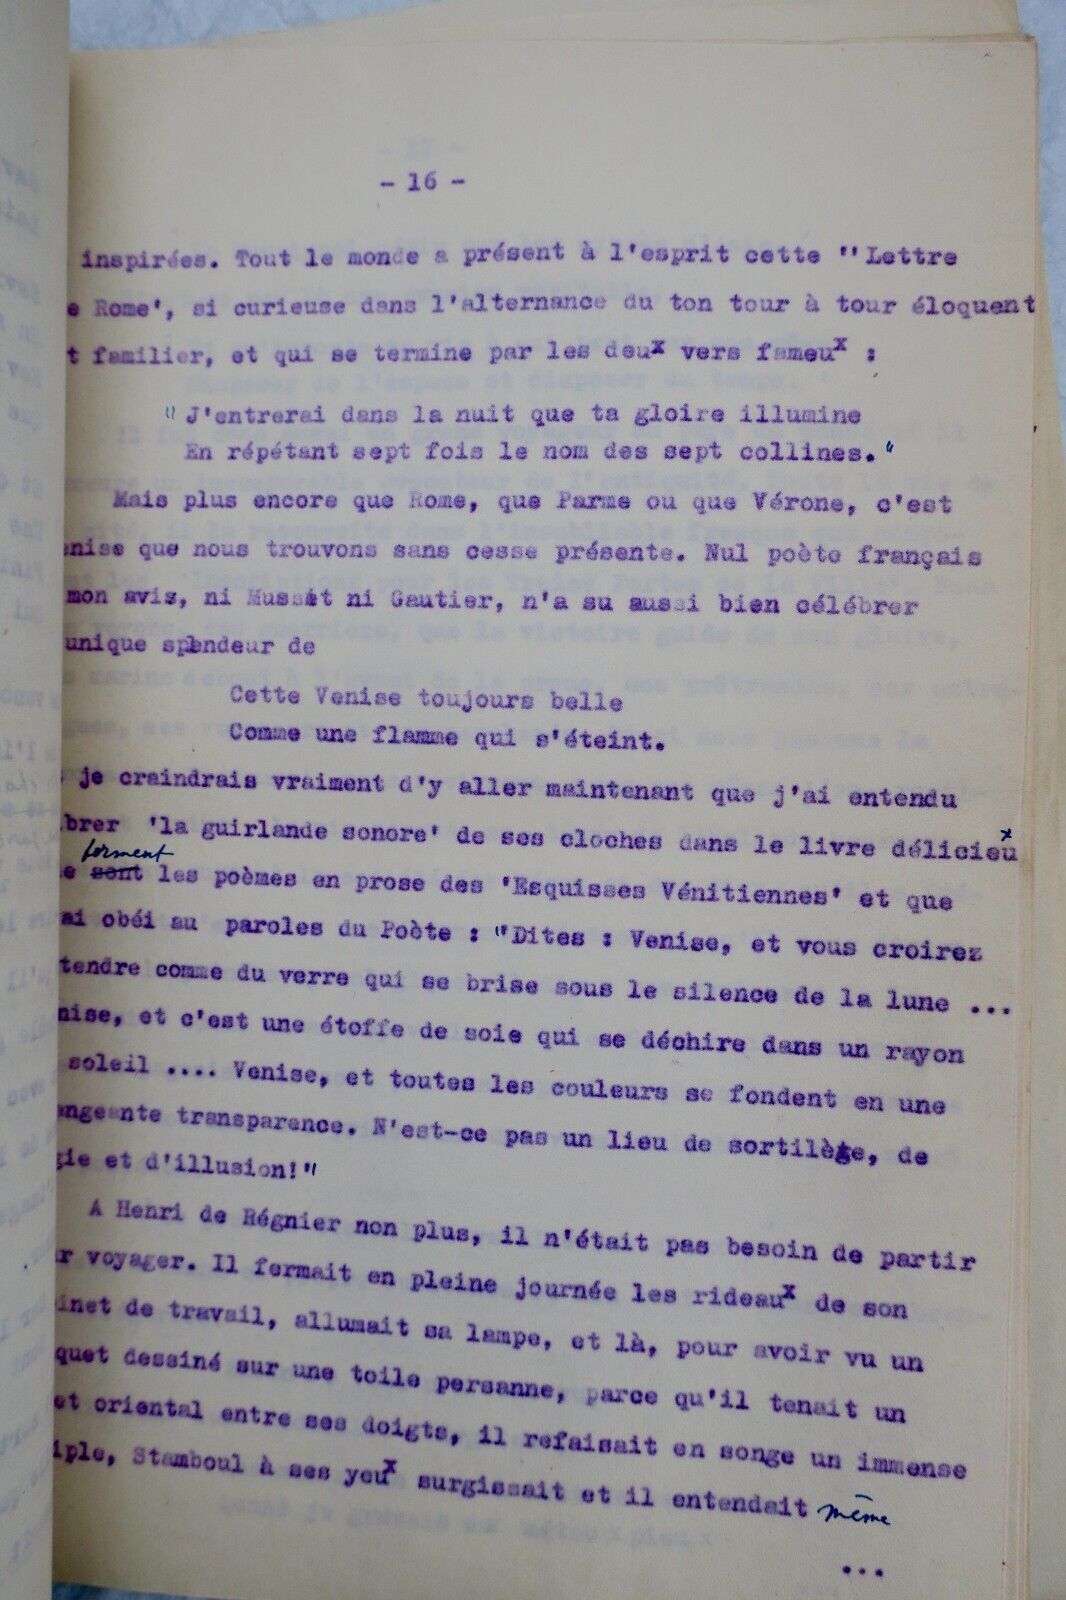 - 16 -
inspirées. Tout le monde a présent à l'esprit cette "Lettre
e Rome', si curieuse dans l'alternance du ton tour à tour éloquent
t familier, et qui se termine par les deux vers fameux :
"J'entrerai dans la nuit que ta gloire illumine
En répétant sept fois le nom des sept collines."
Mais plus encore que Rome, que Parme ou que Vérone, c'est
enise que nous trouvons sans cesse présente. Nul poète français
mon avis, ni Musset ni Gautier, n'a su aussi bien célébrer
unique splendeur de
Cette Venise toujours belle
Comme une flamme qui s'éteint.
je craindrais vraiment d'y aller maintenant que j'ai entendu
brer 'la guirlande sonore' de ses cloches dans le livre délicieux
forment
e sont les poèmes en prose des 'Esquisses Vénitiennes' et que
ai obéi au paroles du Poète : "Dites : Venise, et vous croirez
tendre comme du verre qui se brise sous le silence de la lune ...
nise, et c'est une étoffe de soie qui se déchire dans un rayon
soleil .... Venise, et toutes les couleurs se fondent en une
angeante transparence. N'est-ce pas un lieu de sortilège, de
gie et d'illusion!"
A Henri de Régnier non plus, il n'était pas besoin de partir
r voyager. Il fermait en pleine journée les rideaux de son
inet de travail, allumait sa lampe, et là, pour avoir vu un
quet dessiné sur une toile persanne, parce qu'il tenait un
et oriental entre ses doigts, il refaisait en songe un immense
iple, Stamboul à ses yeux surgissait et il entendait même
...